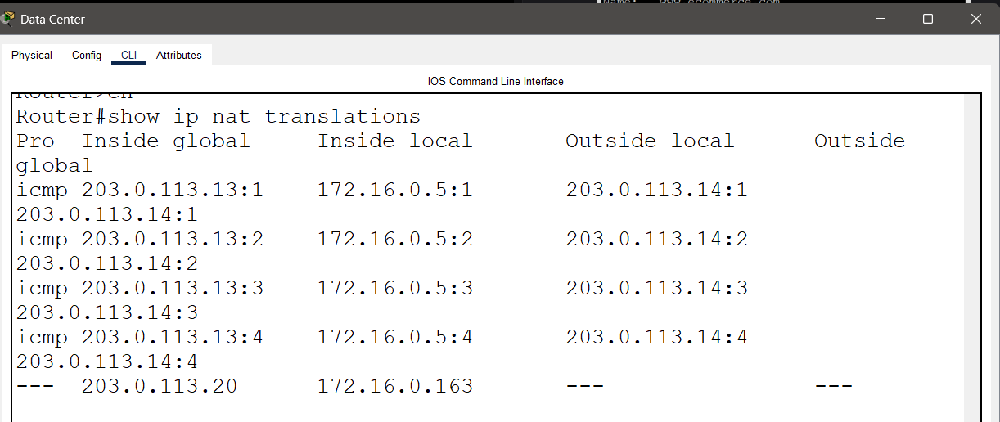 Name: www.ecommerce.com
Data Center
Physical Config CLI Attributes
IOS Command Line Interface
Router>en
Router#show ip nat translations
Pro Inside global Inside local Outside local Outside
global
icmp 203.0.113.13:1 172.16.0.5:1 203.0.113.14:1
203.0.113.14:1
icmp 203.0.113.13:2 172.16.0.5:2 203.0.113.14:2
203.0.113.14:2
icmp 203.0.113.13:3 172.16.0.5:3 203.0.113.14:3
203.0.113.14:3
icmp 203.0.113.13:4 172.16.0.5:4 203.0.113.14:4
203.0.113.14:4
--- 203.0.113.20 172.16.0.163 --- ---